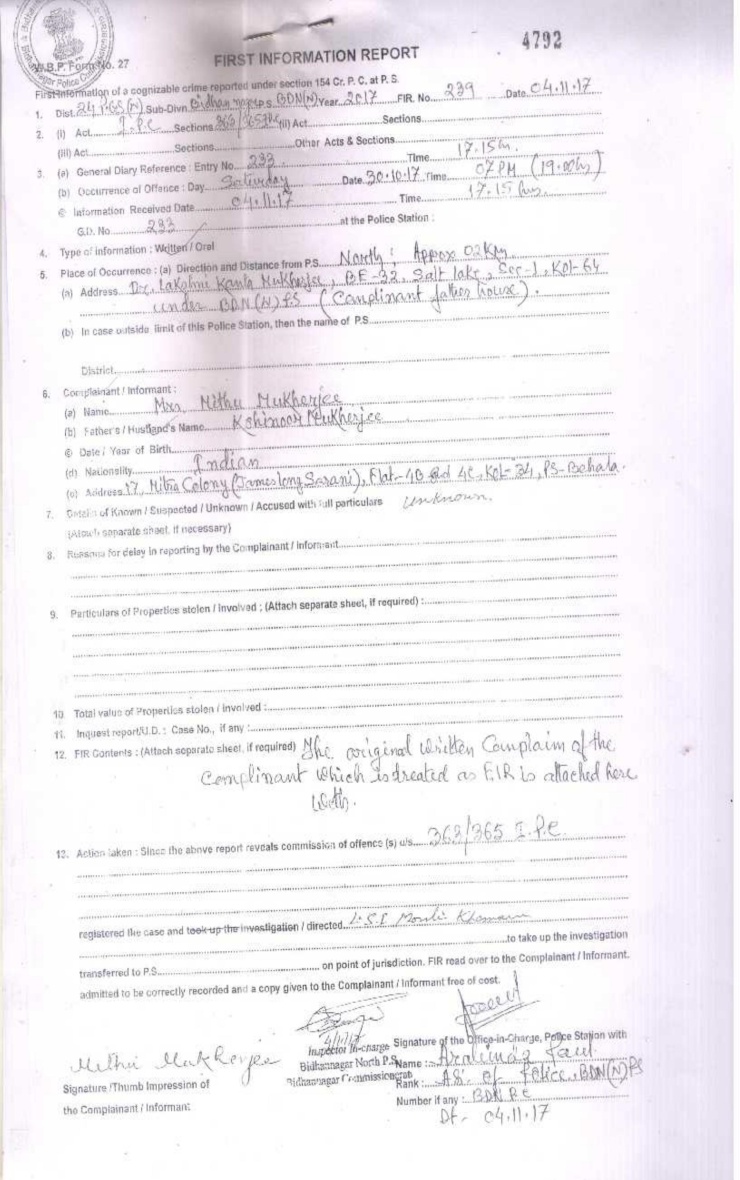 4792
W.B.P. Form No. 27
FIRST INFORMATION REPORT
First Information of a cognizable crime reported under section 154 Cr. P. C. at P. S.
1. Dist. 24 PGS (N) Sub-Divn. Bidhannagar P.S. BDN(N) Year 2017 FIR. No. 239 Date 04.11.17
2. (i) Act I.P.C Sections 363/365 (ii) Act Sections
(iii) Act Sections Other Acts & Sections
3. (a) General Diary Reference : Entry No. 233 Time 17.15 hrs.
(b) Occurrence of Offence : Day Saturday Date 30.10.17 Time 07 PM (19.00 hrs)
© Information Received Date 04.11.17 Time 17.15 hrs
G.D. No 233 at the Police Station :
4. Type of information : Written / Oral
5. Place of Occurrence : (a) Direction and Distance from P.S. North ; Approx 02 KM
(a) Address Dr. Lakshmi Kanta Mukherjee, BE-32, Salt lake, Sec-1, KOL-64
under BDN(N) P.S (Complinant father house).
(b) In case outside limit of this Police Station, then the name of P.S
District
6. Complainant / Informant :
(a) Name Mrs. Mithu Mukherjee
(b) Father's / Husband's Name Kohinoor Mukherjee
© Date / Year of Birth
(d) Nationality Indian
(e) Address 17, Mitra Colony (James long Sarani), Flat-4B and 4C, KOL-34, PS-Behala.
7. Details of Known / Suspected / Unknown / Accused with full particulars unknown.
(Attach separate sheet, if necessary)
8. Reasons for delay in reporting by the Complainant / Informant
9. Particulars of Properties stolen / Involved : (Attach separate sheet, if required) :
10. Total value of Properties stolen / Involved :
11. Inquest report/U.D. : Case No., if any :
12. FIR Contents : (Attach separate sheet, if required) The original written Complaim of the
Complinant which is treated as FIR is attached here
with.
13. Action taken : Since the above report reveals commission of offence (s) u/s 363/365 I.P.C.
registered the case and took up the investigation / directed L.S.I
to take up the investigation
transferred to P.S. on point of jurisdiction. FIR read over to the Complainant / Informant.
admitted to be correctly recorded and a copy given to the Complainant / Informant free of cost.
4/11/17
Inspector In-charge Signature of the Office-in-Charge, Police Station with
Mithu Mukherjee Bidhannagar North P.S. Name : Paul
Signature /Thumb Impression of Bidhannagar Commissionerate Rank : ASI of Police, BDN(N) PS
the Complainant / Informant Number if any : BDN P.C
Dt- 04.11.17